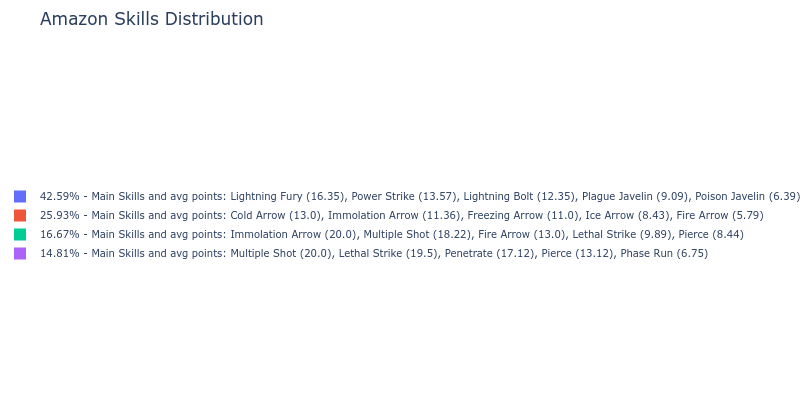 Amazon Skills Distribution
42.59% - Main Skills and avg points: Lightning Fury (16.35), Power Strike (13.57), Lightning Bolt (12.35), Plague Javelin (9.09), Poison Javelin (6.39)
25.93% - Main Skills and avg points: Cold Arrow (13.0), Immolation Arrow (11.36), Freezing Arrow (11.0), Ice Arrow (8.43), Fire Arrow (5.79)
16.67% - Main Skills and avg points: Immolation Arrow (20.0), Multiple Shot (18.22), Fire Arrow (13.0), Lethal Strike (9.89), Pierce (8.44)
14.81% - Main Skills and avg points: Multiple Shot (20.0), Lethal Strike (19.5), Penetrate (17.12), Pierce (13.12), Phase Run (6.75)